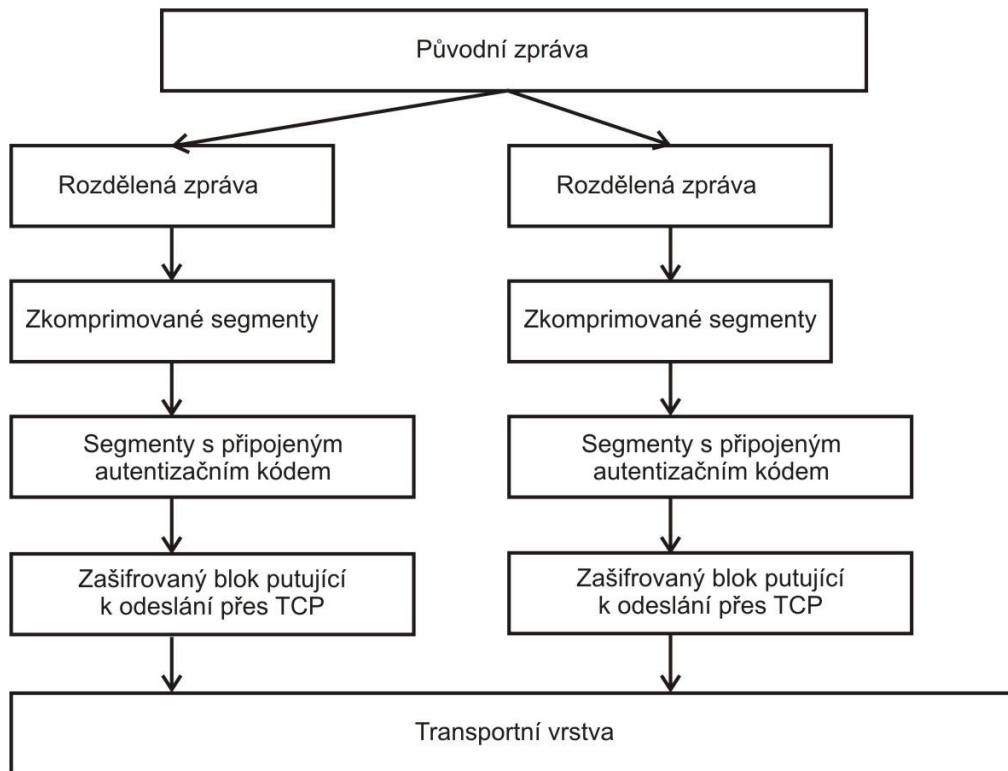 Původní zpráva
Rozdělená zpráva
Rozdělená zpráva
Zkomprimované segmenty
Zkomprimované segmenty
Segmenty s připojeným
autentizačním kódem
Segmenty s připojeným
autentizačním kódem
Zašifrovaný blok putující
k odeslání přes TCP
Zašifrovaný blok putující
k odeslání přes TCP
Transportní vrstva